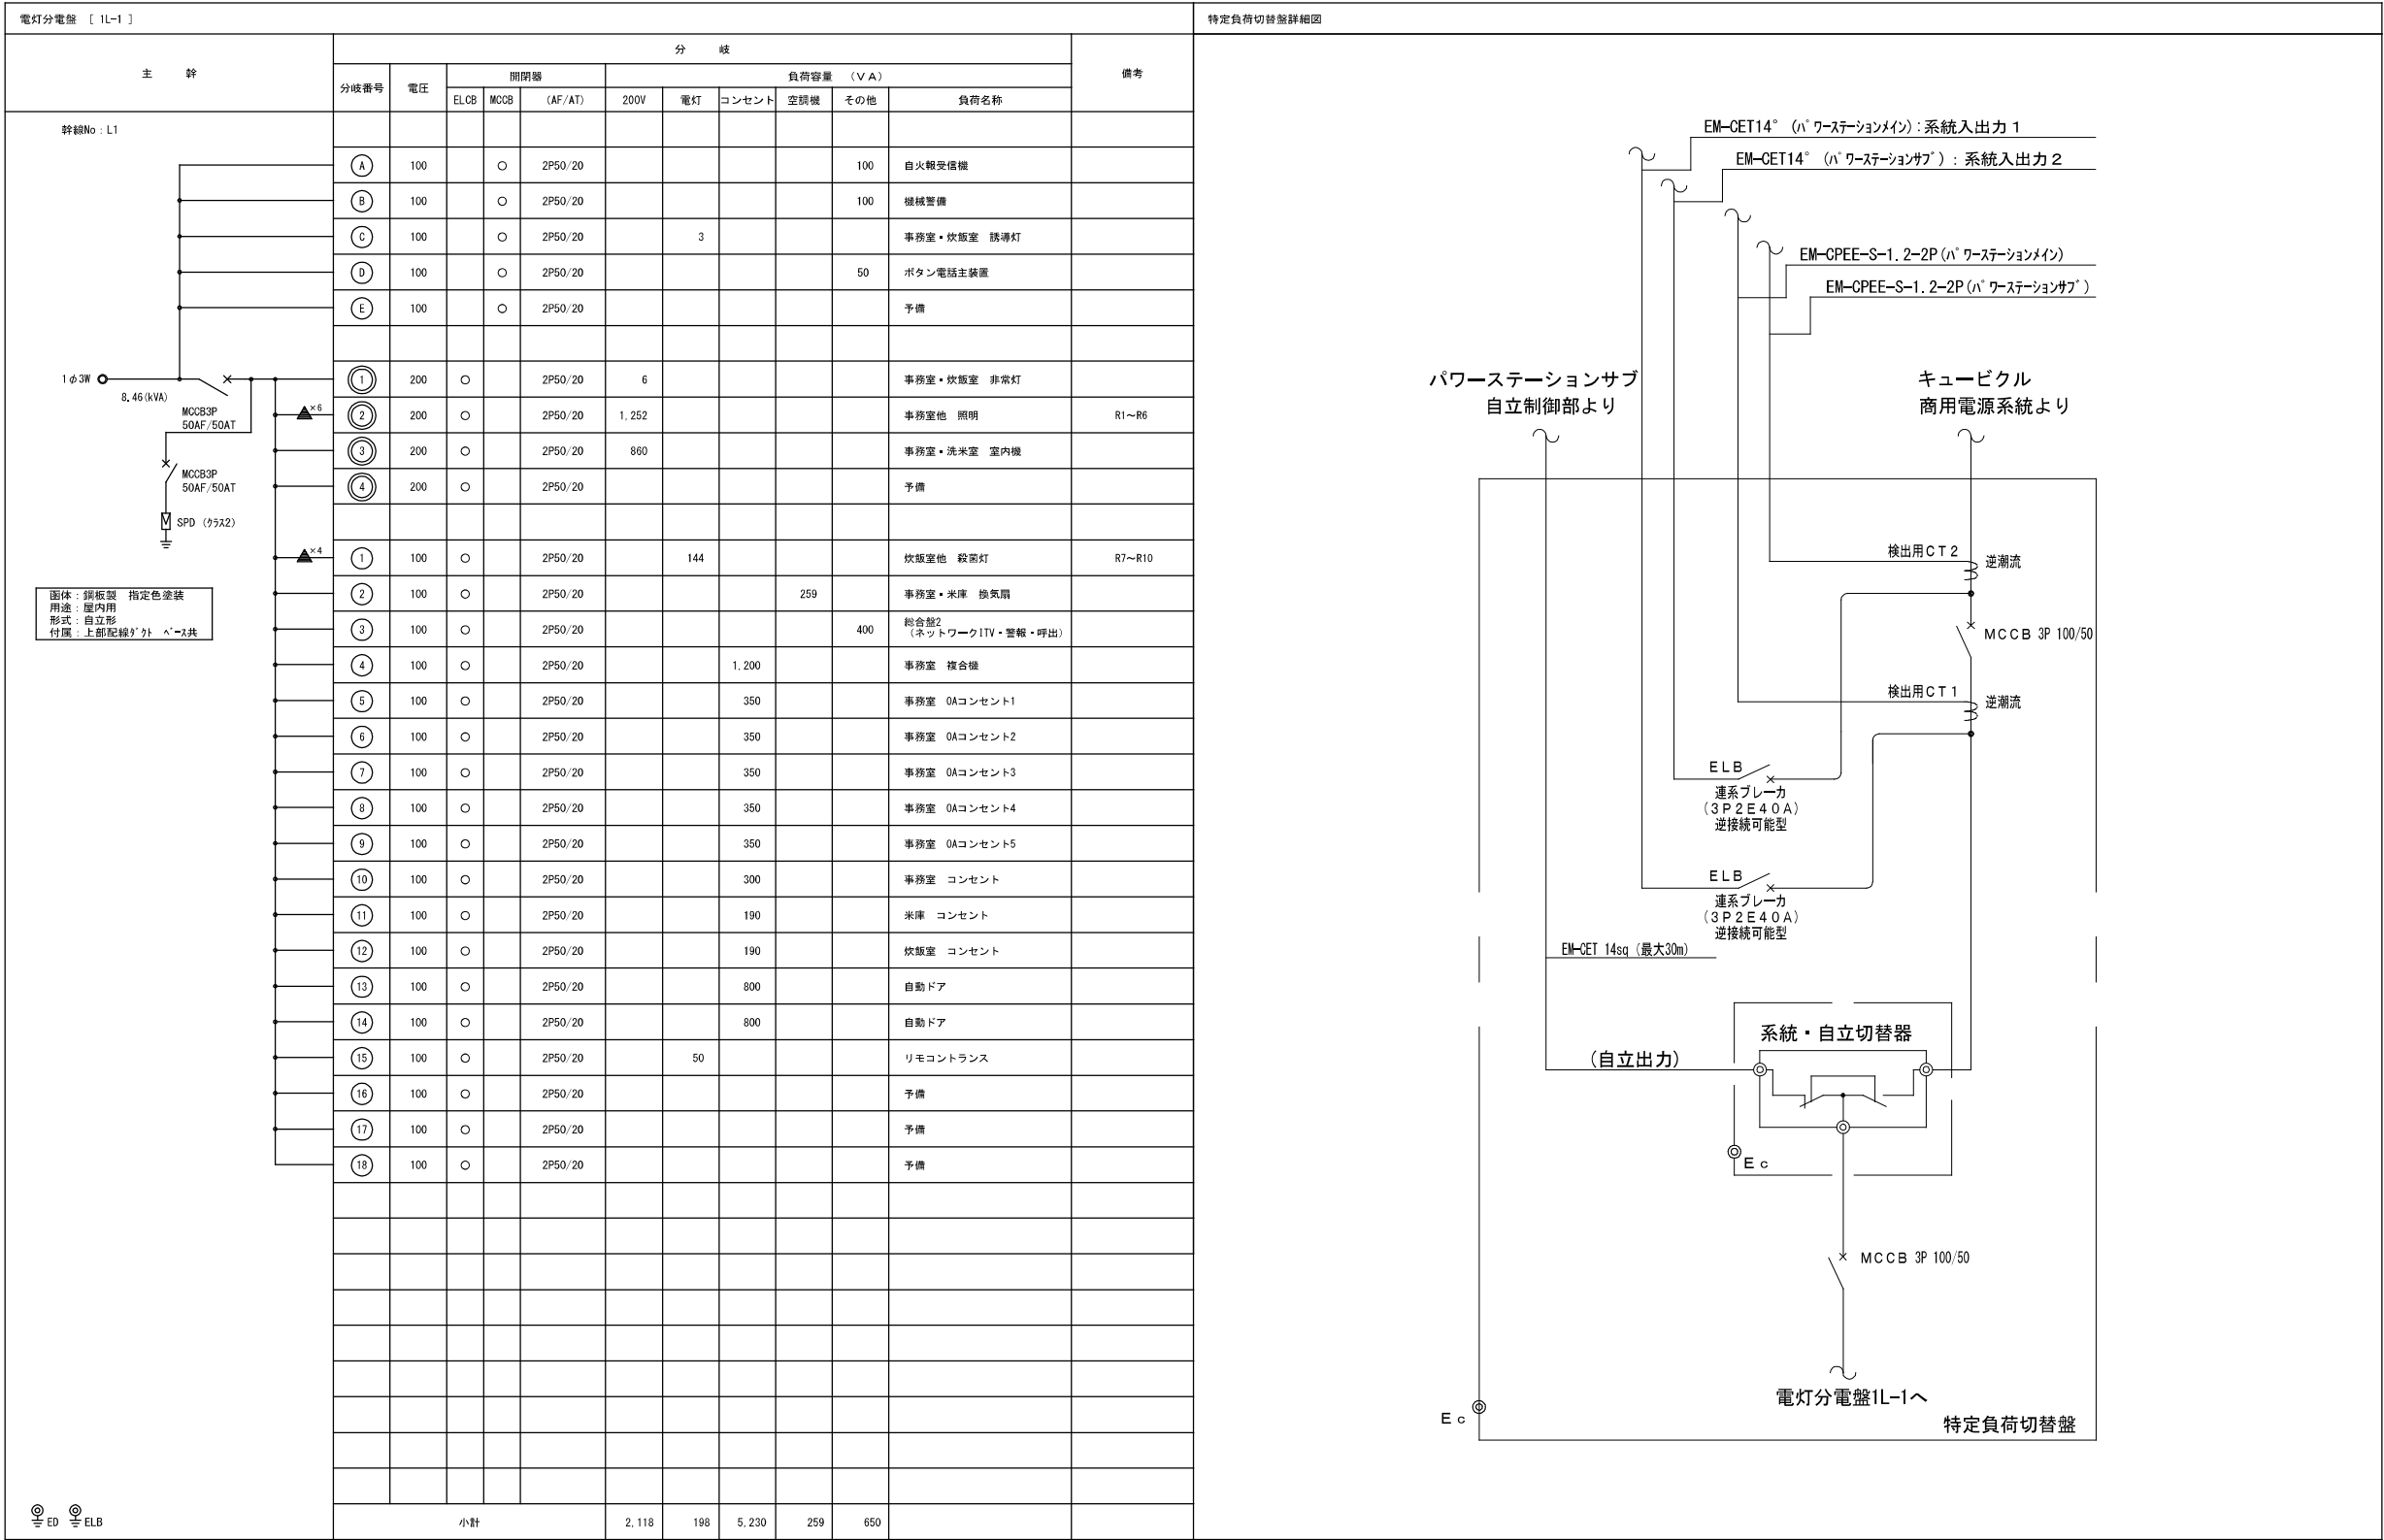 電灯分電盤 [ 1L-1 ]
主 幹
分 岐
備考
分岐番号 電圧 開閉器 負荷容量 (VA)
ELCB MCCB (AF/AT) 200V 電灯 コンセント 空調機 その他 負荷名称
幹線No : L1
A 100 ○ 2P50/20 100 自火報受信機
B 100 ○ 2P50/20 100 機械警備
C 100 ○ 2P50/20 3 事務室・炊飯室 誘導灯
D 100 ○ 2P50/20 50 ボタン電話主装置
E 100 ○ 2P50/20 予備
1 200 ○ 2P50/20 6 事務室・炊飯室 非常灯
2 200 ○ 2P50/20 1,252 事務室他 照明 R1~R6
3 200 ○ 2P50/20 860 事務室・洗米室 室内機
4 200 ○ 2P50/20 予備
1 100 ○ 2P50/20 144 炊飯室他 殺菌灯 R7~R10
2 100 ○ 2P50/20 259 事務室・米庫 換気扇
3 100 ○ 2P50/20 400 総合盤2
(ネットワークITV・警報・呼出)
4 100 ○ 2P50/20 1,200 事務室 複合機
5 100 ○ 2P50/20 350 事務室 OAコンセント1
6 100 ○ 2P50/20 350 事務室 OAコンセント2
7 100 ○ 2P50/20 350 事務室 OAコンセント3
8 100 ○ 2P50/20 350 事務室 OAコンセント4
9 100 ○ 2P50/20 350 事務室 OAコンセント5
10 100 ○ 2P50/20 300 事務室 コンセント
11 100 ○ 2P50/20 190 米庫 コンセント
12 100 ○ 2P50/20 190 炊飯室 コンセント
13 100 ○ 2P50/20 800 自動ドア
14 100 ○ 2P50/20 800 自動ドア
15 100 ○ 2P50/20 50 リモコントランス
16 100 ○ 2P50/20 予備
17 100 ○ 2P50/20 予備
18 100 ○ 2P50/20 予備
小計 2,118 198 5,230 259 650
1φ3W
8.46(kVA)
MCCB3P
50AF/50AT
×6
MCCB3P
50AF/50AT
SPD (クラス2)
×4
函体 : 鋼板製 指定色塗装
用途 : 屋内用
形式 : 自立形
付属 : 上部配線ダクト ベース共
ED ELB
特定負荷切替盤詳細図
EM-CET14° (パワーステーションメイン) : 系統入出力1
EM-CET14° (パワーステーションサブ) : 系統入出力2
EM-CPEE-S-1.2-2P(パワーステーションメイン)
EM-CPEE-S-1.2-2P(パワーステーションサブ)
パワーステーションサブ
自立制御部より
キュービクル
商用電源系統より
検出用CT2 逆潮流
MCCB 3P 100/50
検出用CT1 逆潮流
ELB
連系ブレーカ
(3P2E40A)
逆接続可能型
ELB
連系ブレーカ
(3P2E40A)
逆接続可能型
EM-CET 14sq (最大30m)
系統・自立切替器
(自立出力)
Ec
MCCB 3P 100/50
電灯分電盤1L-1へ
Ec
特定負荷切替盤